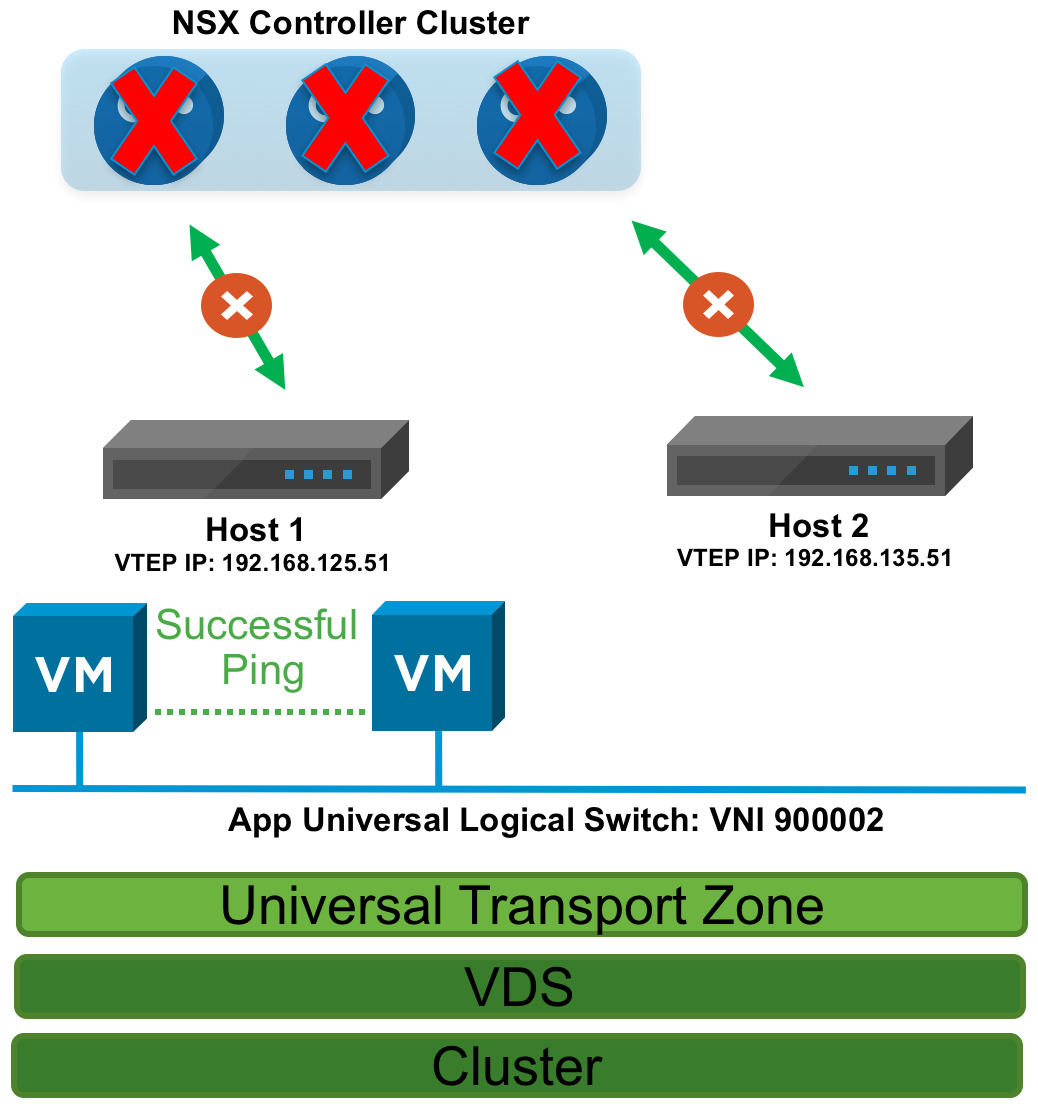 NSX Controller Cluster
Host 1
VTEP IP: 192.168.125.51
Host 2
VTEP IP: 192.168.135.51
VM
Successful
Ping
VM
App Universal Logical Switch: VNI 900002
Universal Transport Zone
VDS
Cluster